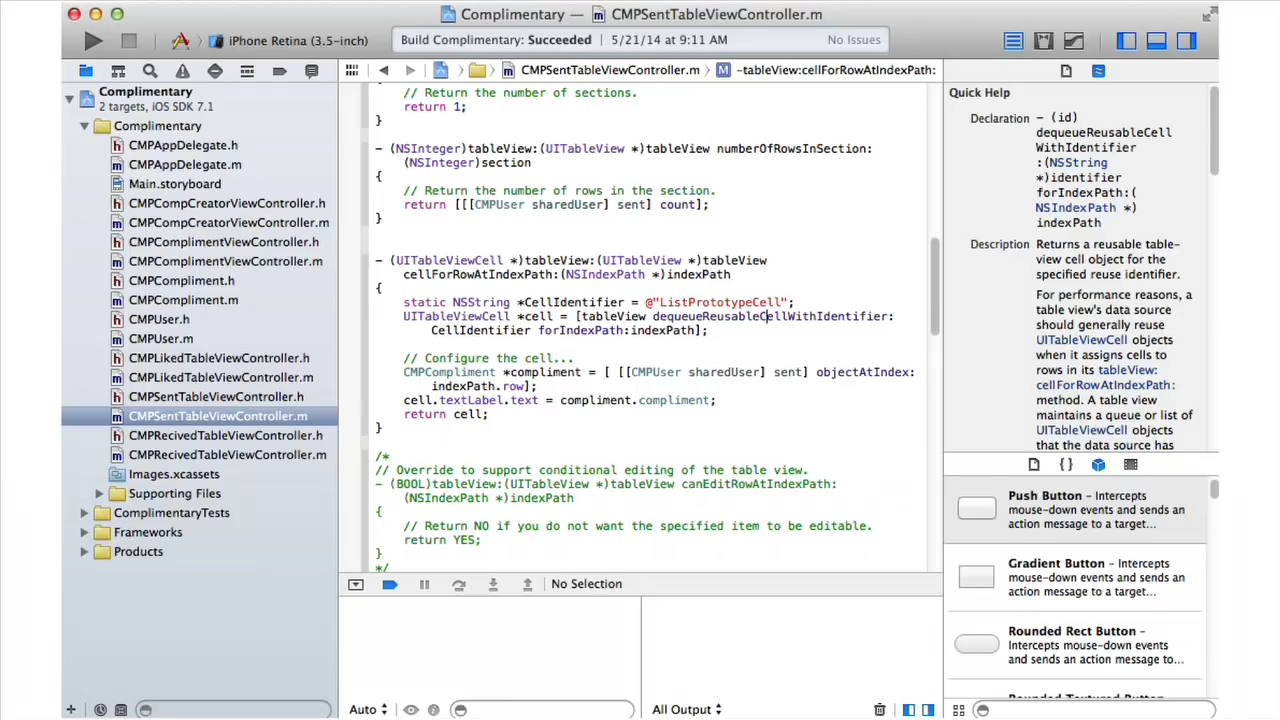 Complimentary — CMPSentTableViewController.m
iPhone Retina (3.5-inch)
Build Complimentary: Succeeded | 5/21/14 at 9:11 AM
No Issues
CMPSentTableViewController.m
M -tableView:cellForRowAtIndexPath:
Complimentary
2 targets, iOS SDK 7.1
Complimentary
h CMPAppDelegate.h
m CMPAppDelegate.m
Main.storyboard
h CMPCompCreatorViewController.h
m CMPCompCreatorViewController.m
h CMPComplimentViewController.h
m CMPComplimentViewController.m
h CMPCompliment.h
m CMPCompliment.m
h CMPUser.h
m CMPUser.m
h CMPLikedTableViewController.h
m CMPLikedTableViewController.m
h CMPSentTableViewController.h
m CMPSentTableViewController.m
h CMPRecivedTableViewController.h
m CMPRecivedTableViewController.m
Images.xcassets
Supporting Files
ComplimentaryTests
Frameworks
Products
// Return the number of sections.
return 1;
}
- (NSInteger)tableView:(UITableView *)tableView numberOfRowsInSection:
(NSInteger)section
{
// Return the number of rows in the section.
return [[[CMPUser sharedUser] sent] count];
}
- (UITableViewCell *)tableView:(UITableView *)tableView
cellForRowAtIndexPath:(NSIndexPath *)indexPath
{
static NSString *CellIdentifier = @"ListPrototypeCell";
UITableViewCell *cell = [tableView dequeueReusableCellWithIdentifier:
CellIdentifier forIndexPath:indexPath];
// Configure the cell...
CMPCompliment *compliment = [ [[CMPUser sharedUser] sent] objectAtIndex:
indexPath.row];
cell.textLabel.text = compliment.compliment;
return cell;
}
/*
// Override to support conditional editing of the table view.
- (BOOL)tableView:(UITableView *)tableView canEditRowAtIndexPath:
(NSIndexPath *)indexPath
{
// Return NO if you do not want the specified item to be editable.
return YES;
}
*/
No Selection
Auto
All Output
Quick Help
Declaration - (id)
dequeueReusableCell
WithIdentifier
:(NSString
*)identifier
forIndexPath:(
NSIndexPath *)
indexPath
Description Returns a reusable table-
view cell object for the
specified reuse identifier.
For performance reasons, a
table view's data source
should generally reuse
UITableViewCell objects
when it assigns cells to
rows in its tableView:
cellForRowAtIndexPath:
method. A table view
maintains a queue or list of
UITableViewCell objects
that the data source has
Push Button - Intercepts
mouse-down events and sends an
action message to a target...
Gradient Button - Intercepts
mouse-down events and sends an
action message to a target...
Rounded Rect Button -
Intercepts mouse-down events
and sends an action message to...